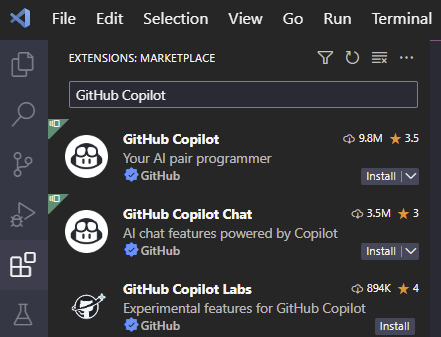 File Edit Selection View Go Run Terminal
EXTENSIONS: MARKETPLACE
GitHub Copilot
GitHub Copilot 9.8M 3.5
Your AI pair programmer
GitHub Install
GitHub Copilot Chat 3.5M 3
AI chat features powered by Copilot
GitHub Install
GitHub Copilot Labs 894K 4
Experimental features for GitHub Copilot
GitHub Install